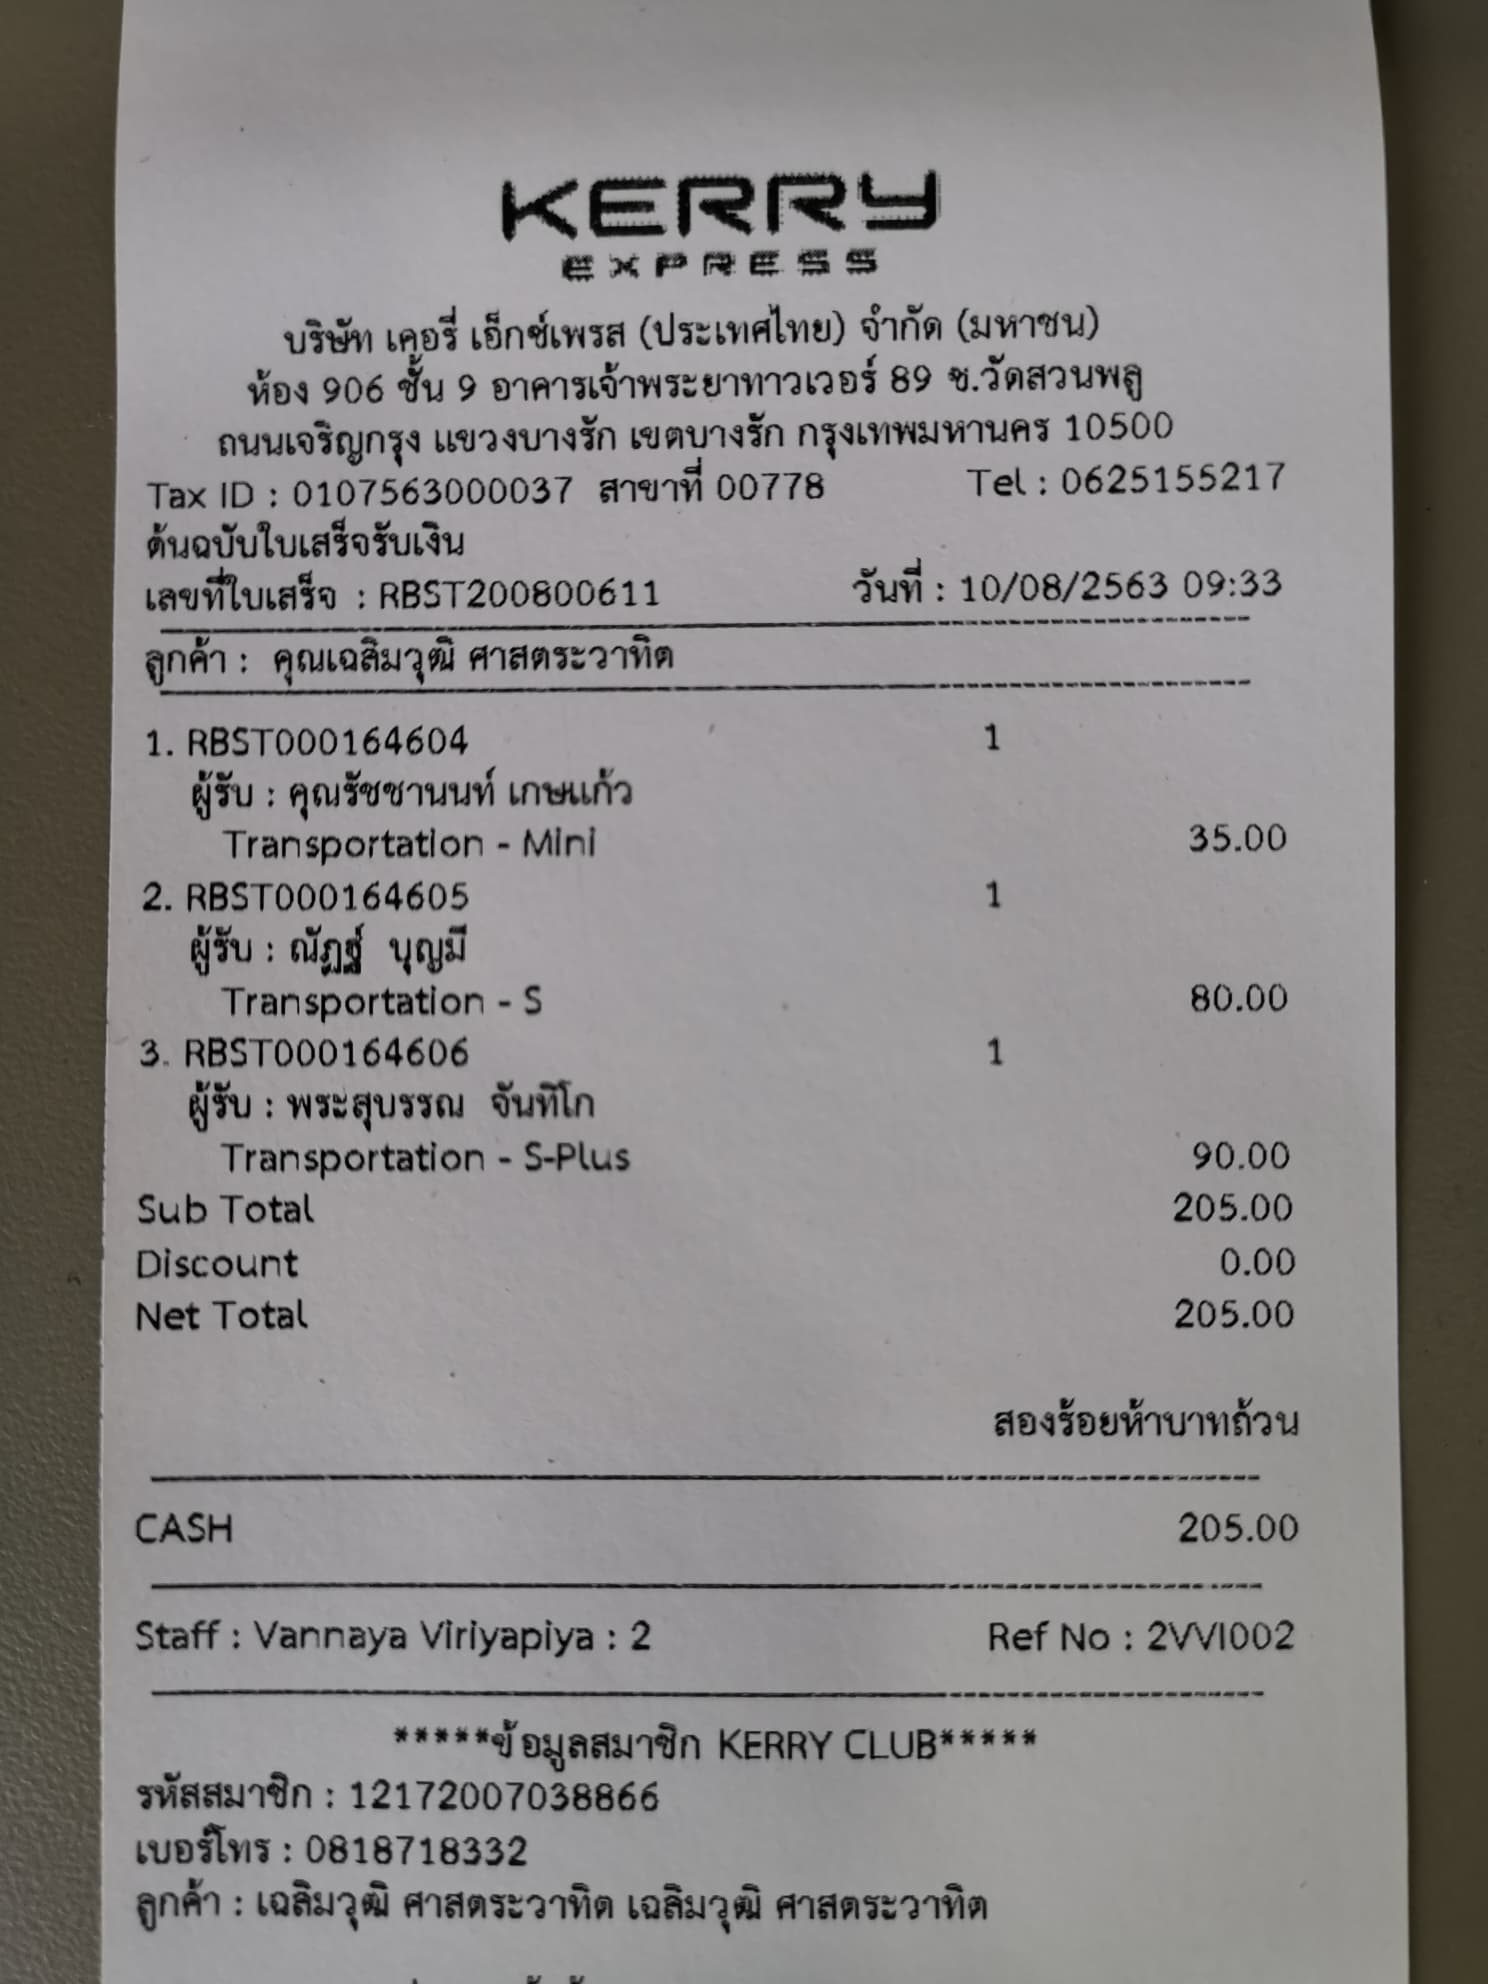 KERRY
EXPRESS
บริษัท เคอรี่ เอ็กซ์เพรส (ประเทศไทย) จำกัด (มหาชน)
ห้อง 906 ชั้น 9 อาคารเจ้าพระยาทาวเวอร์ 89 ซ.วัดสวนพลู
ถนนเจริญกรุง แขวงบางรัก เขตบางรัก กรุงเทพมหานคร 10500
Tax ID : 0107563000037 สาขาที่ 00778 Tel : 0625155217
ต้นฉบับใบเสร็จรับเงิน
เลขที่ใบเสร็จ : RBST200800611 วันที่ : 10/08/2563 09:33
ลูกค้า : คุณเฉลิมวุฒิ ศาสตระวาทิต
1. RBST000164604 1
ผู้รับ : คุณรัชชานนท์ เกษแก้ว
Transportation - Mini 35.00
2. RBST000164605 1
ผู้รับ : ณัฏฐ์ บุญมี
Transportation - S 80.00
3. RBST000164606 1
ผู้รับ : พระสุบรรณ จันทิโก
Transportation - S-Plus 90.00
Sub Total 205.00
Discount 0.00
Net Total 205.00
สองร้อยห้าบาทถ้วน
CASH 205.00
Staff : Vannaya Viriyapiya : 2 Ref No : 2VVI002
*****ข้อมูลสมาชิก KERRY CLUB*****
รหัสสมาชิก : 12172007038866
เบอร์โทร : 0818718332
ลูกค้า : เฉลิมวุฒิ ศาสตระวาทิต เฉลิมวุฒิ ศาสตระวาทิต